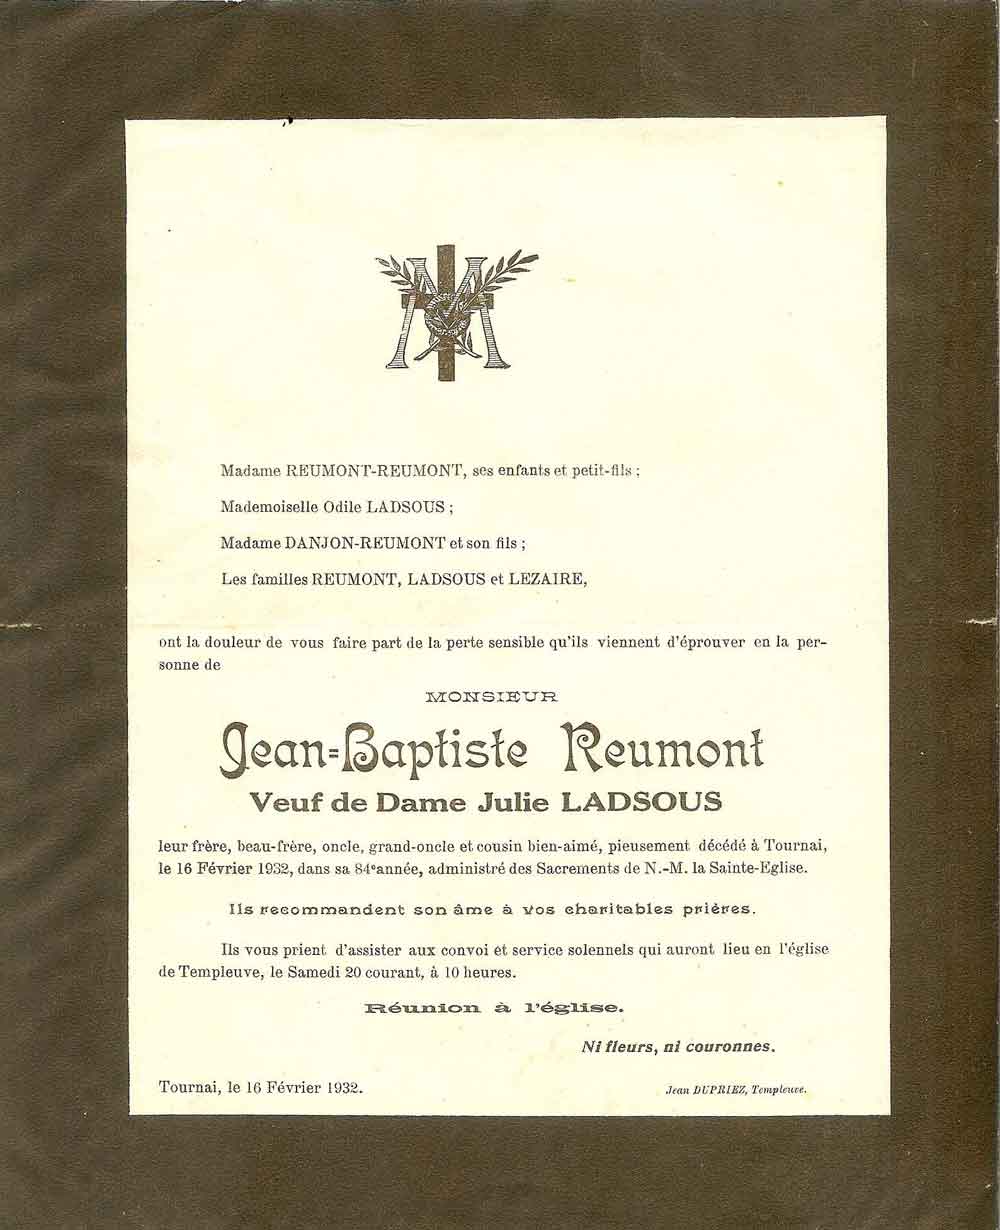 M
Madame REUMONT-REUMONT, ses enfants et petit-fils ;
Mademoiselle Odile LADSOUS ;
Madame DANJON-REUMONT et son fils ;
Les familles REUMONT, LADSOUS et LEZAIRE,
ont la douleur de vous faire part de la perte sensible qu'ils viennent d'éprouver en la per-
sonne de
MONSIEUR
Jean=Baptiste Reumont
Veuf de Dame Julie LADSOUS
leur frère, beau-frère, oncle, grand-oncle et cousin bien-aimé, pieusement décédé à Tournai,
le 16 Février 1932, dans sa 84e année, administré des Sacrements de N.-M. la Sainte-Eglise.
Ils recommandent son âme à vos charitables prières.
Ils vous prient d'assister aux convoi et service solennels qui auront lieu en l'église
de Templeuve, le Samedi 20 courant, à 10 heures.
Réunion à l'église.
Ni fleurs, ni couronnes.
Tournai, le 16 Février 1932.
Jean DUPRIEZ, Templeuve.